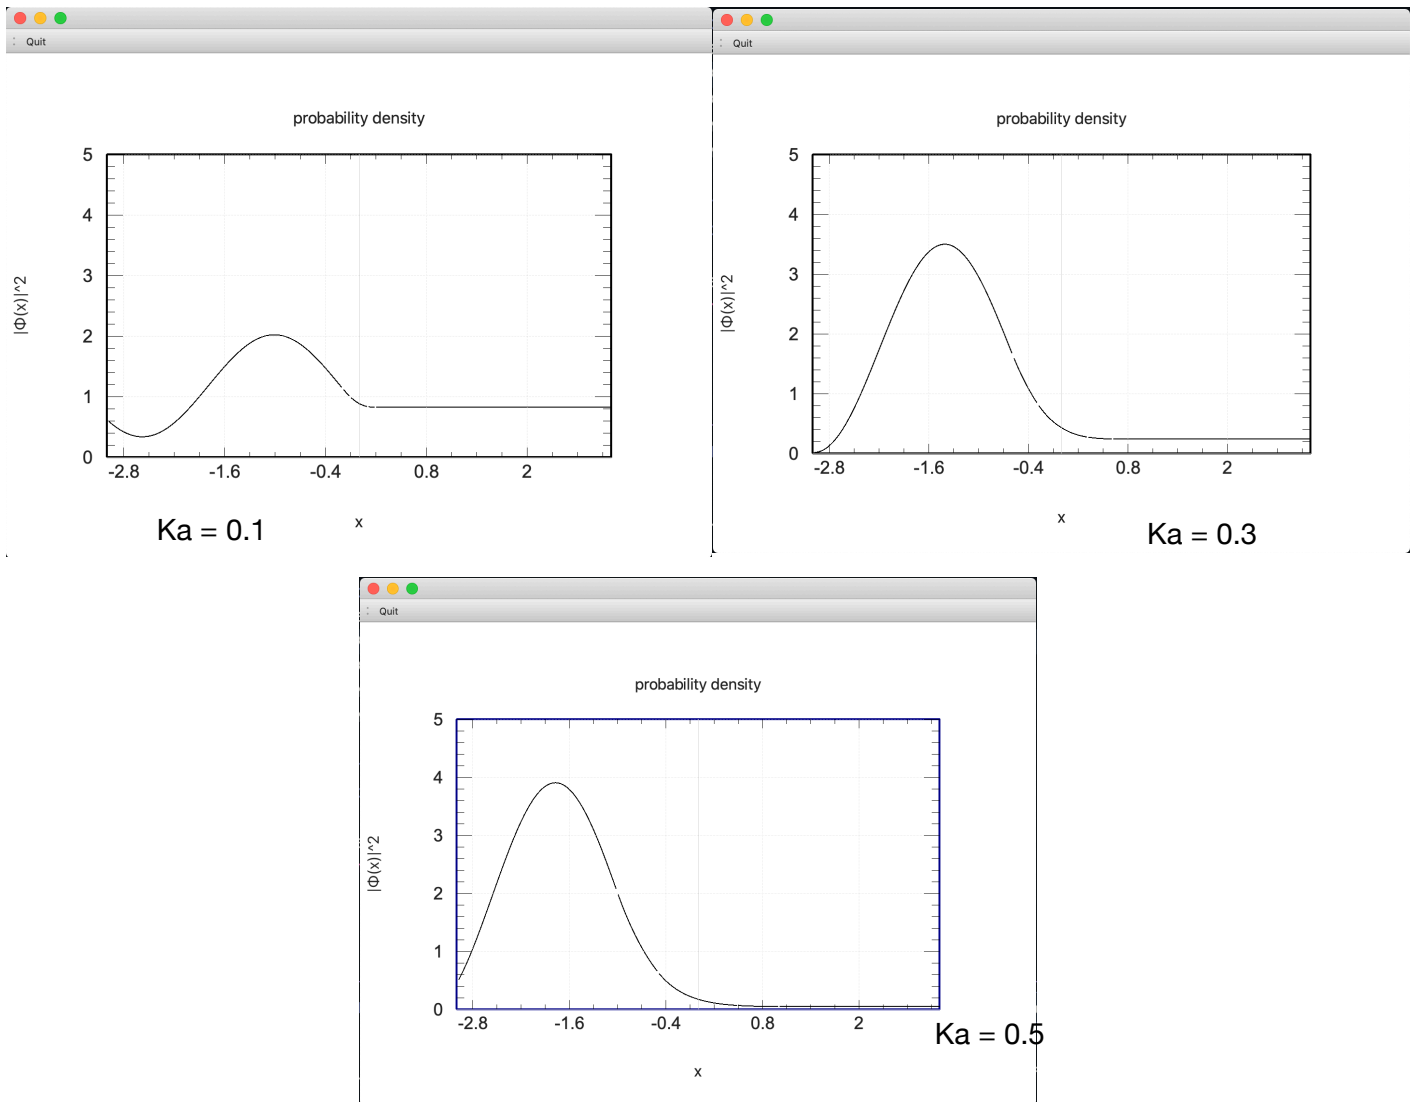 Quit
probability density
|Φ(x)|^2
5
4
3
2
1
0
-2.8 -1.6 -0.4 0.8 2
x
Ka = 0.1
Quit
probability density
|Φ(x)|^2
5
4
3
2
1
0
-2.8 -1.6 -0.4 0.8 2
x
Ka = 0.3
Quit
probability density
|Φ(x)|^2
5
4
3
2
1
0
-2.8 -1.6 -0.4 0.8 2
Ka = 0.5
x